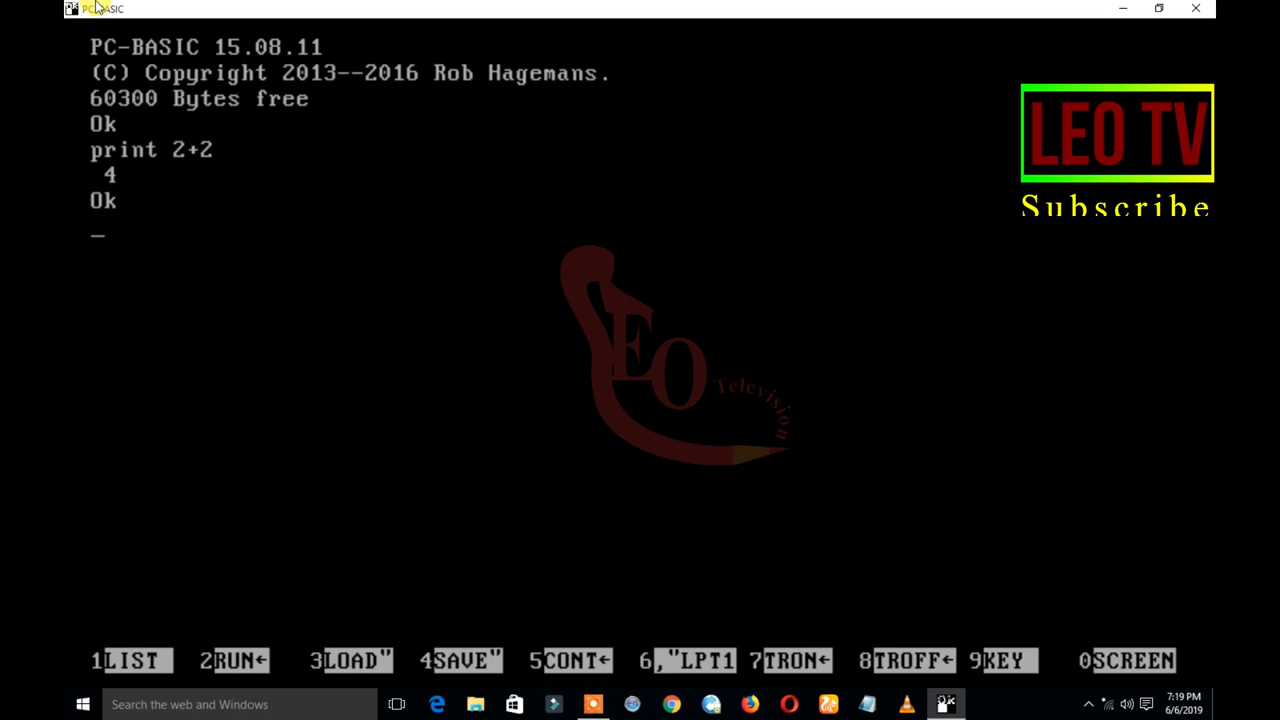 PC-BASIC
PC-BASIC 15.08.11
(C) Copyright 2013--2016 Rob Hagemans.
60300 Bytes free
Ok
print 2+2
4
Ok
_
LEO TV
Subscribe
EO
Television
1LIST 2RUN← 3LOAD" 4SAVE" 5CONT← 6,"LPT1 7TRON← 8TROFF← 9KEY 0SCREEN
Search the web and Windows
7:19 PM
6/6/2019